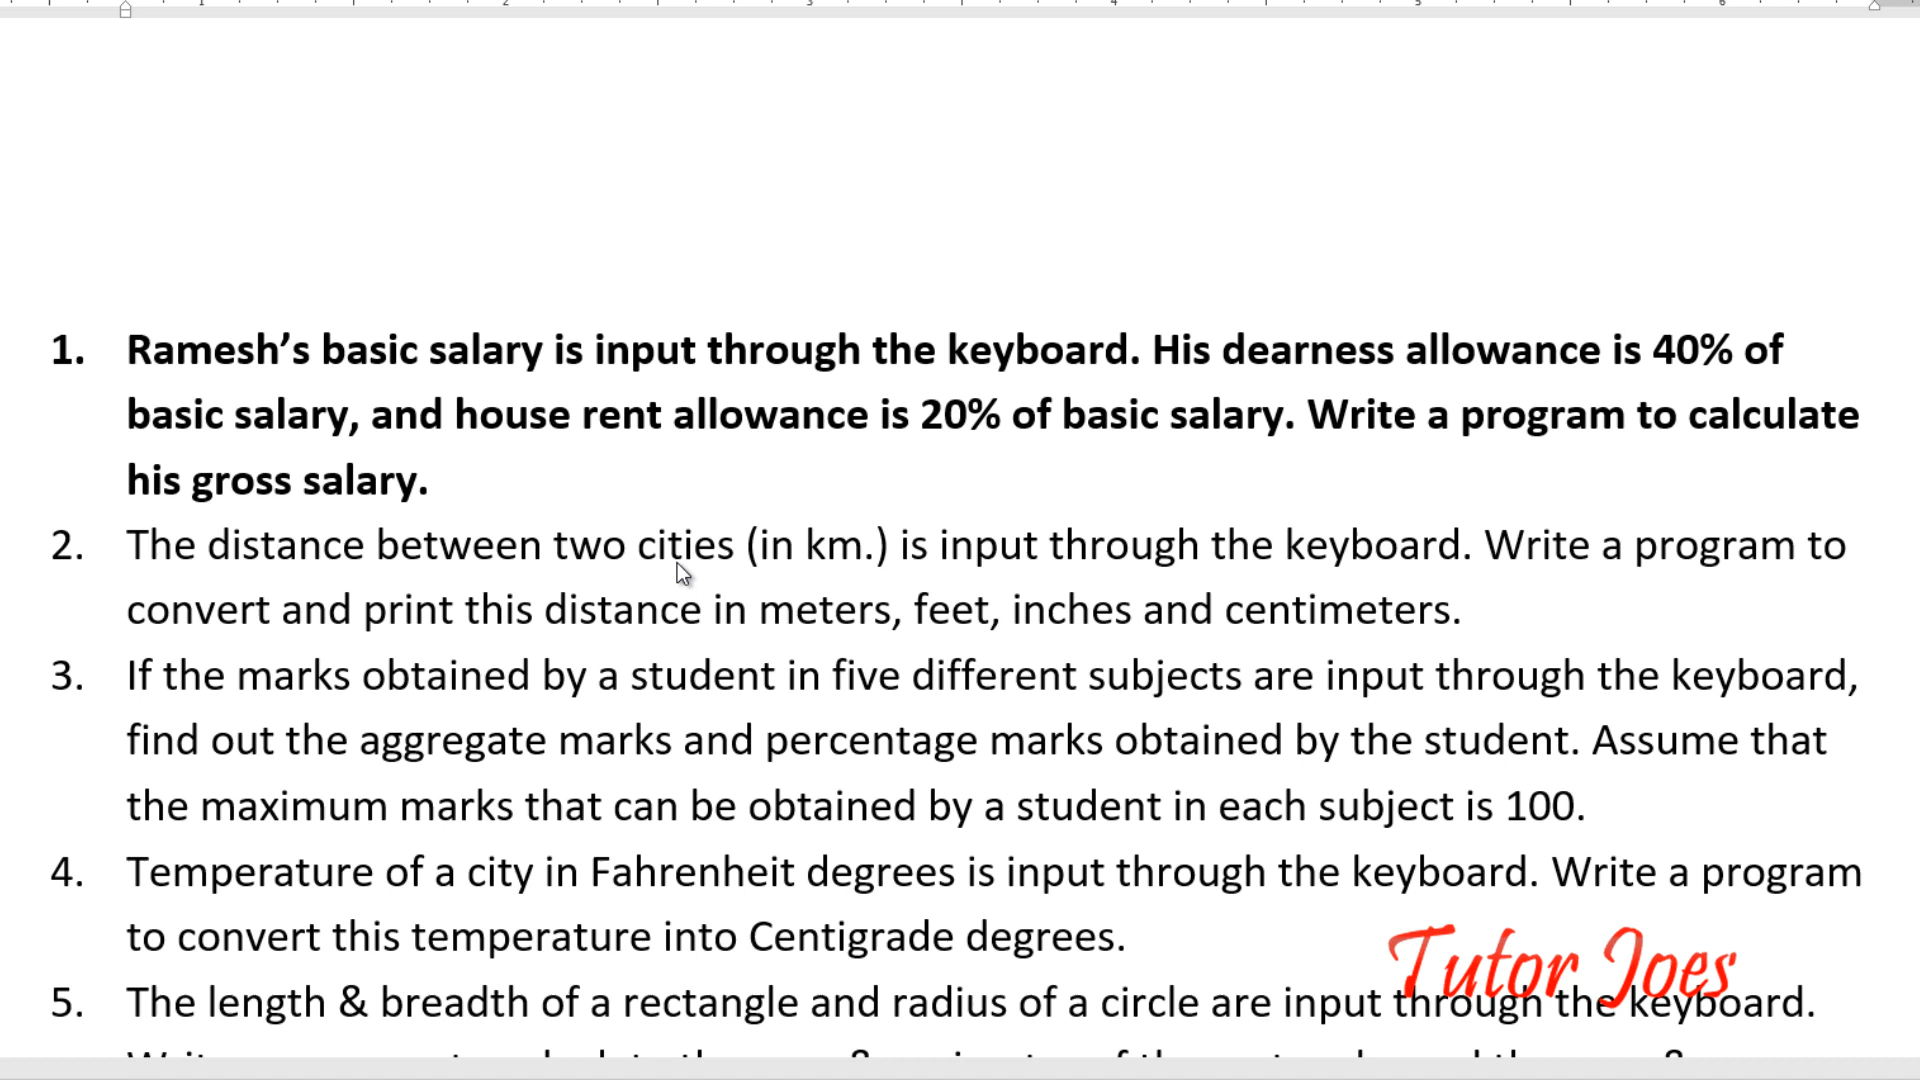 1 2 3 4 5 6
1. Ramesh’s basic salary is input through the keyboard. His dearness allowance is 40% of
basic salary, and house rent allowance is 20% of basic salary. Write a program to calculate
his gross salary.
2. The distance between two cities (in km.) is input through the keyboard. Write a program to
convert and print this distance in meters, feet, inches and centimeters.
3. If the marks obtained by a student in five different subjects are input through the keyboard,
find out the aggregate marks and percentage marks obtained by the student. Assume that
the maximum marks that can be obtained by a student in each subject is 100.
4. Temperature of a city in Fahrenheit degrees is input through the keyboard. Write a program
to convert this temperature into Centigrade degrees.
Tutor Joes
5. The length & breadth of a rectangle and radius of a circle are input through the keyboard.